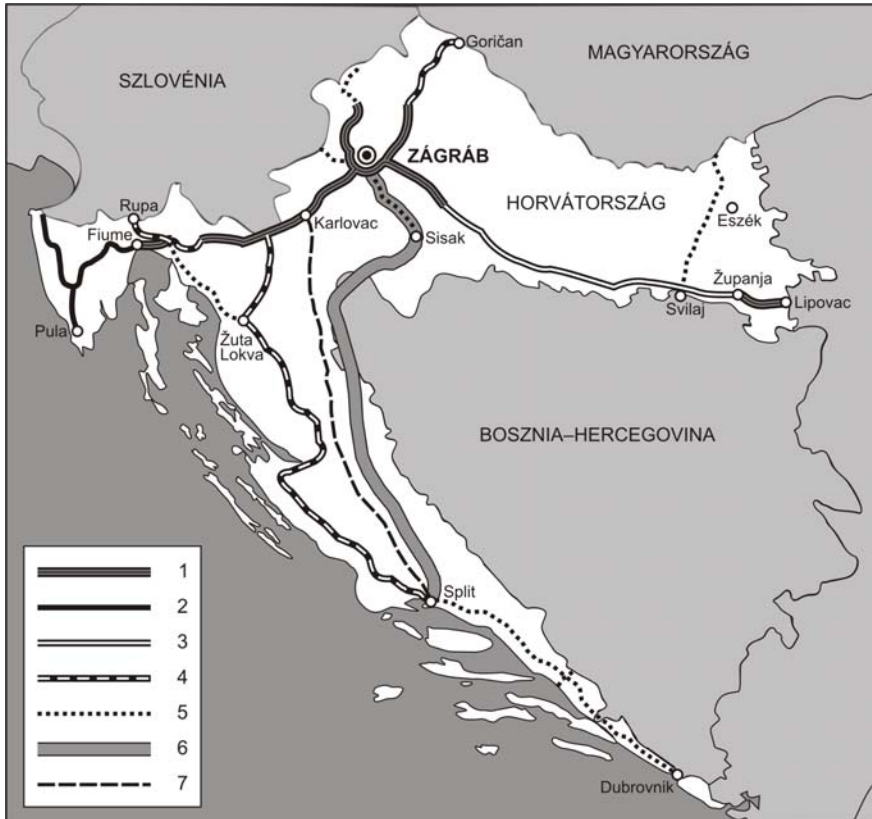 Goričan
MAGYARORSZÁG
SZLOVÉNIA
ZÁGRÁB
HORVÁTORSZÁG
Rupa
Fiume
Karlovac
Sisak
Eszék
Županja
Svilaj
Lipovac
Pula
Žuta
Lokva
BOSZNIA–HERCEGOVINA
Split
Dubrovnik
1
2
3
4
5
6
7